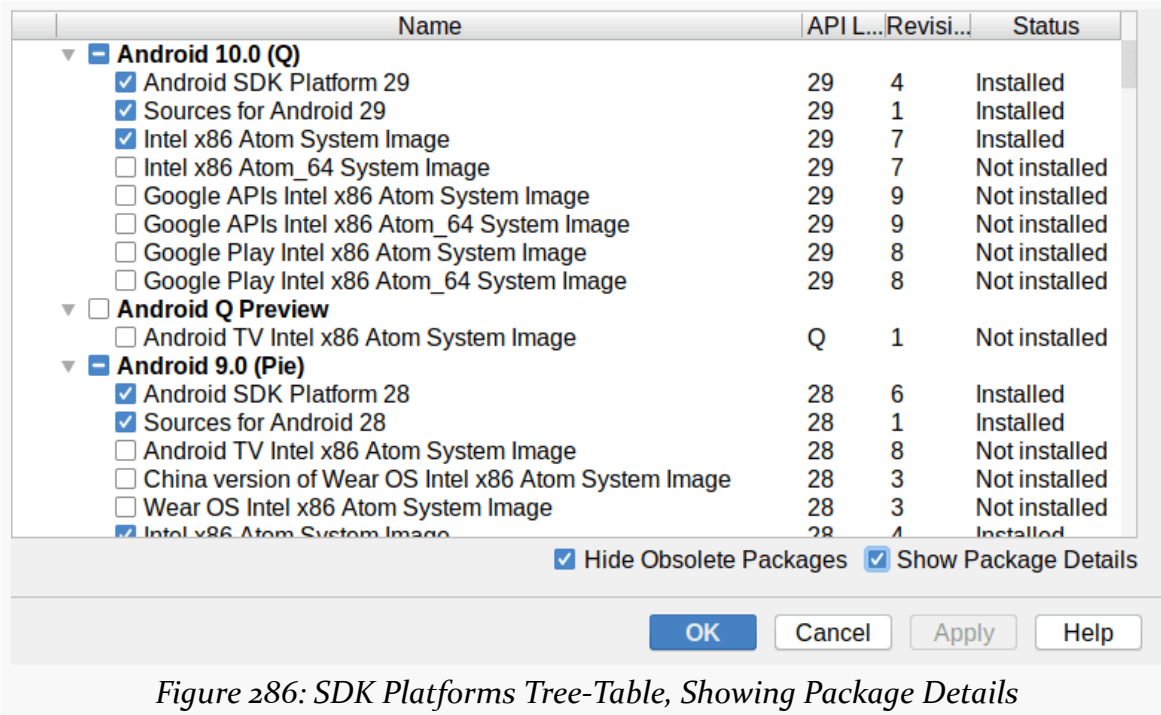 Name API L... Revisi... Status
Android 10.0 (Q)
Android SDK Platform 29 29 4 Installed
Sources for Android 29 29 1 Installed
Intel x86 Atom System Image 29 7 Installed
Intel x86 Atom_64 System Image 29 7 Not installed
Google APIs Intel x86 Atom System Image 29 9 Not installed
Google APIs Intel x86 Atom_64 System Image 29 9 Not installed
Google Play Intel x86 Atom System Image 29 8 Not installed
Google Play Intel x86 Atom_64 System Image 29 8 Not installed
Android Q Preview
Android TV Intel x86 Atom System Image Q 1 Not installed
Android 9.0 (Pie)
Android SDK Platform 28 28 6 Installed
Sources for Android 28 28 1 Installed
Android TV Intel x86 Atom System Image 28 8 Not installed
China version of Wear OS Intel x86 Atom System Image 28 3 Not installed
Wear OS Intel x86 Atom System Image 28 3 Not installed
Intel x86 Atom System Image 28 4 Installed
Hide Obsolete Packages Show Package Details
OK Cancel Apply Help
Figure 286: SDK Platforms Tree-Table, Showing Package Details